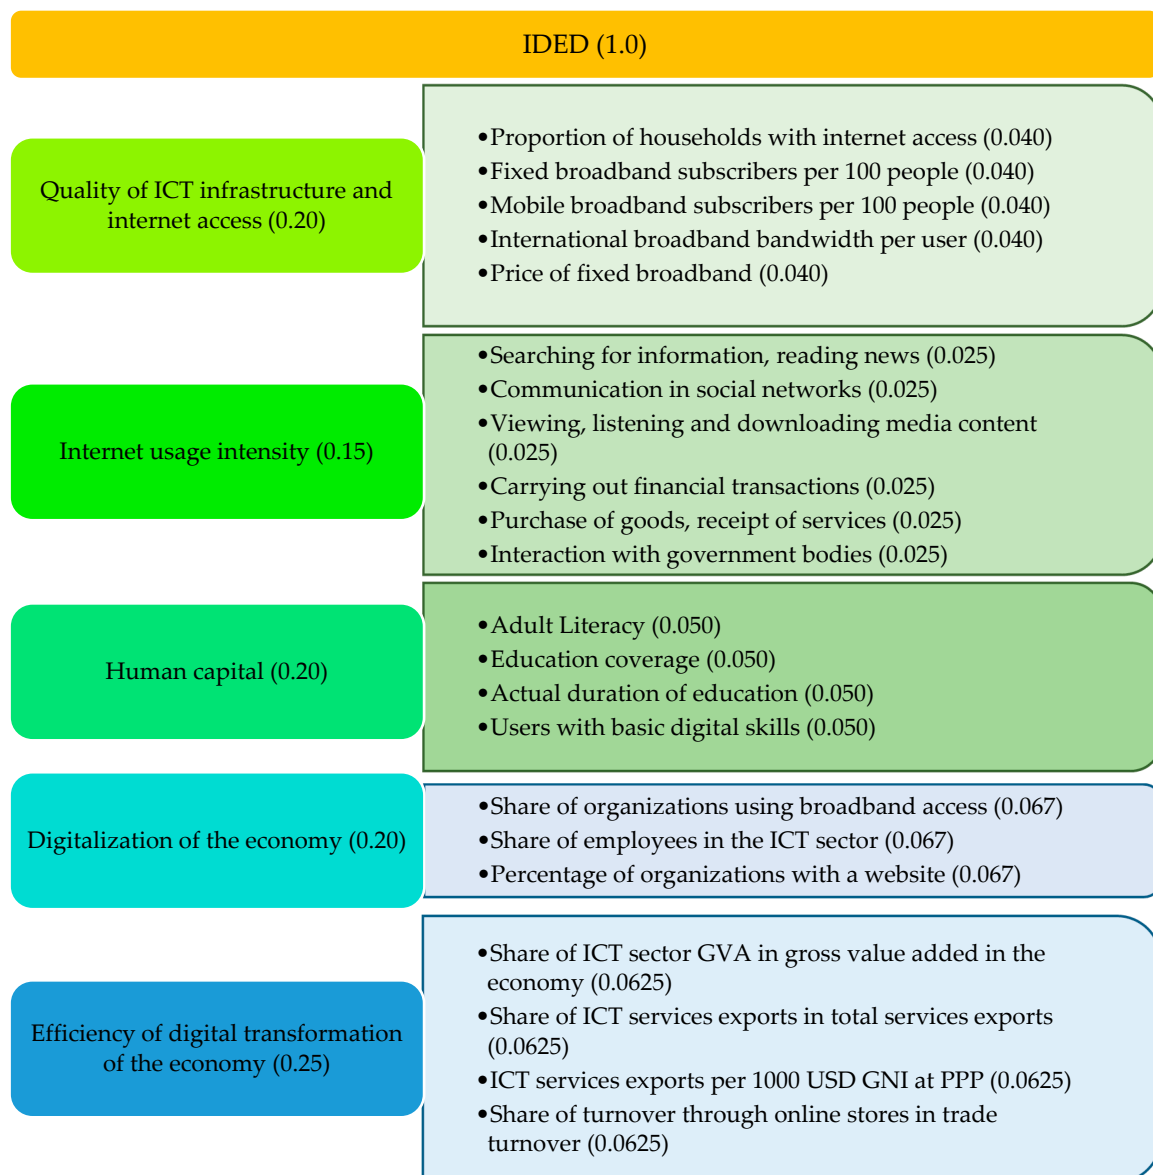 IDED (1.0)
Quality of ICT infrastructure and
internet access (0.20)
•Proportion of households with internet access (0.040)
•Fixed broadband subscribers per 100 people (0.040)
•Mobile broadband subscribers per 100 people (0.040)
•International broadband bandwidth per user (0.040)
•Price of fixed broadband (0.040)
Internet usage intensity (0.15)
•Searching for information, reading news (0.025)
•Communication in social networks (0.025)
•Viewing, listening and downloading media content
(0.025)
•Carrying out financial transactions (0.025)
•Purchase of goods, receipt of services (0.025)
•Interaction with government bodies (0.025)
Human capital (0.20)
•Adult Literacy (0.050)
•Education coverage (0.050)
•Actual duration of education (0.050)
•Users with basic digital skills (0.050)
Digitalization of the economy (0.20)
•Share of organizations using broadband access (0.067)
•Share of employees in the ICT sector (0.067)
•Percentage of organizations with a website (0.067)
Efficiency of digital transformation
of the economy (0.25)
•Share of ICT sector GVA in gross value added in the
economy (0.0625)
•Share of ICT services exports in total services exports
(0.0625)
•ICT services exports per 1000 USD GNI at PPP (0.0625)
•Share of turnover through online stores in trade
turnover (0.0625)